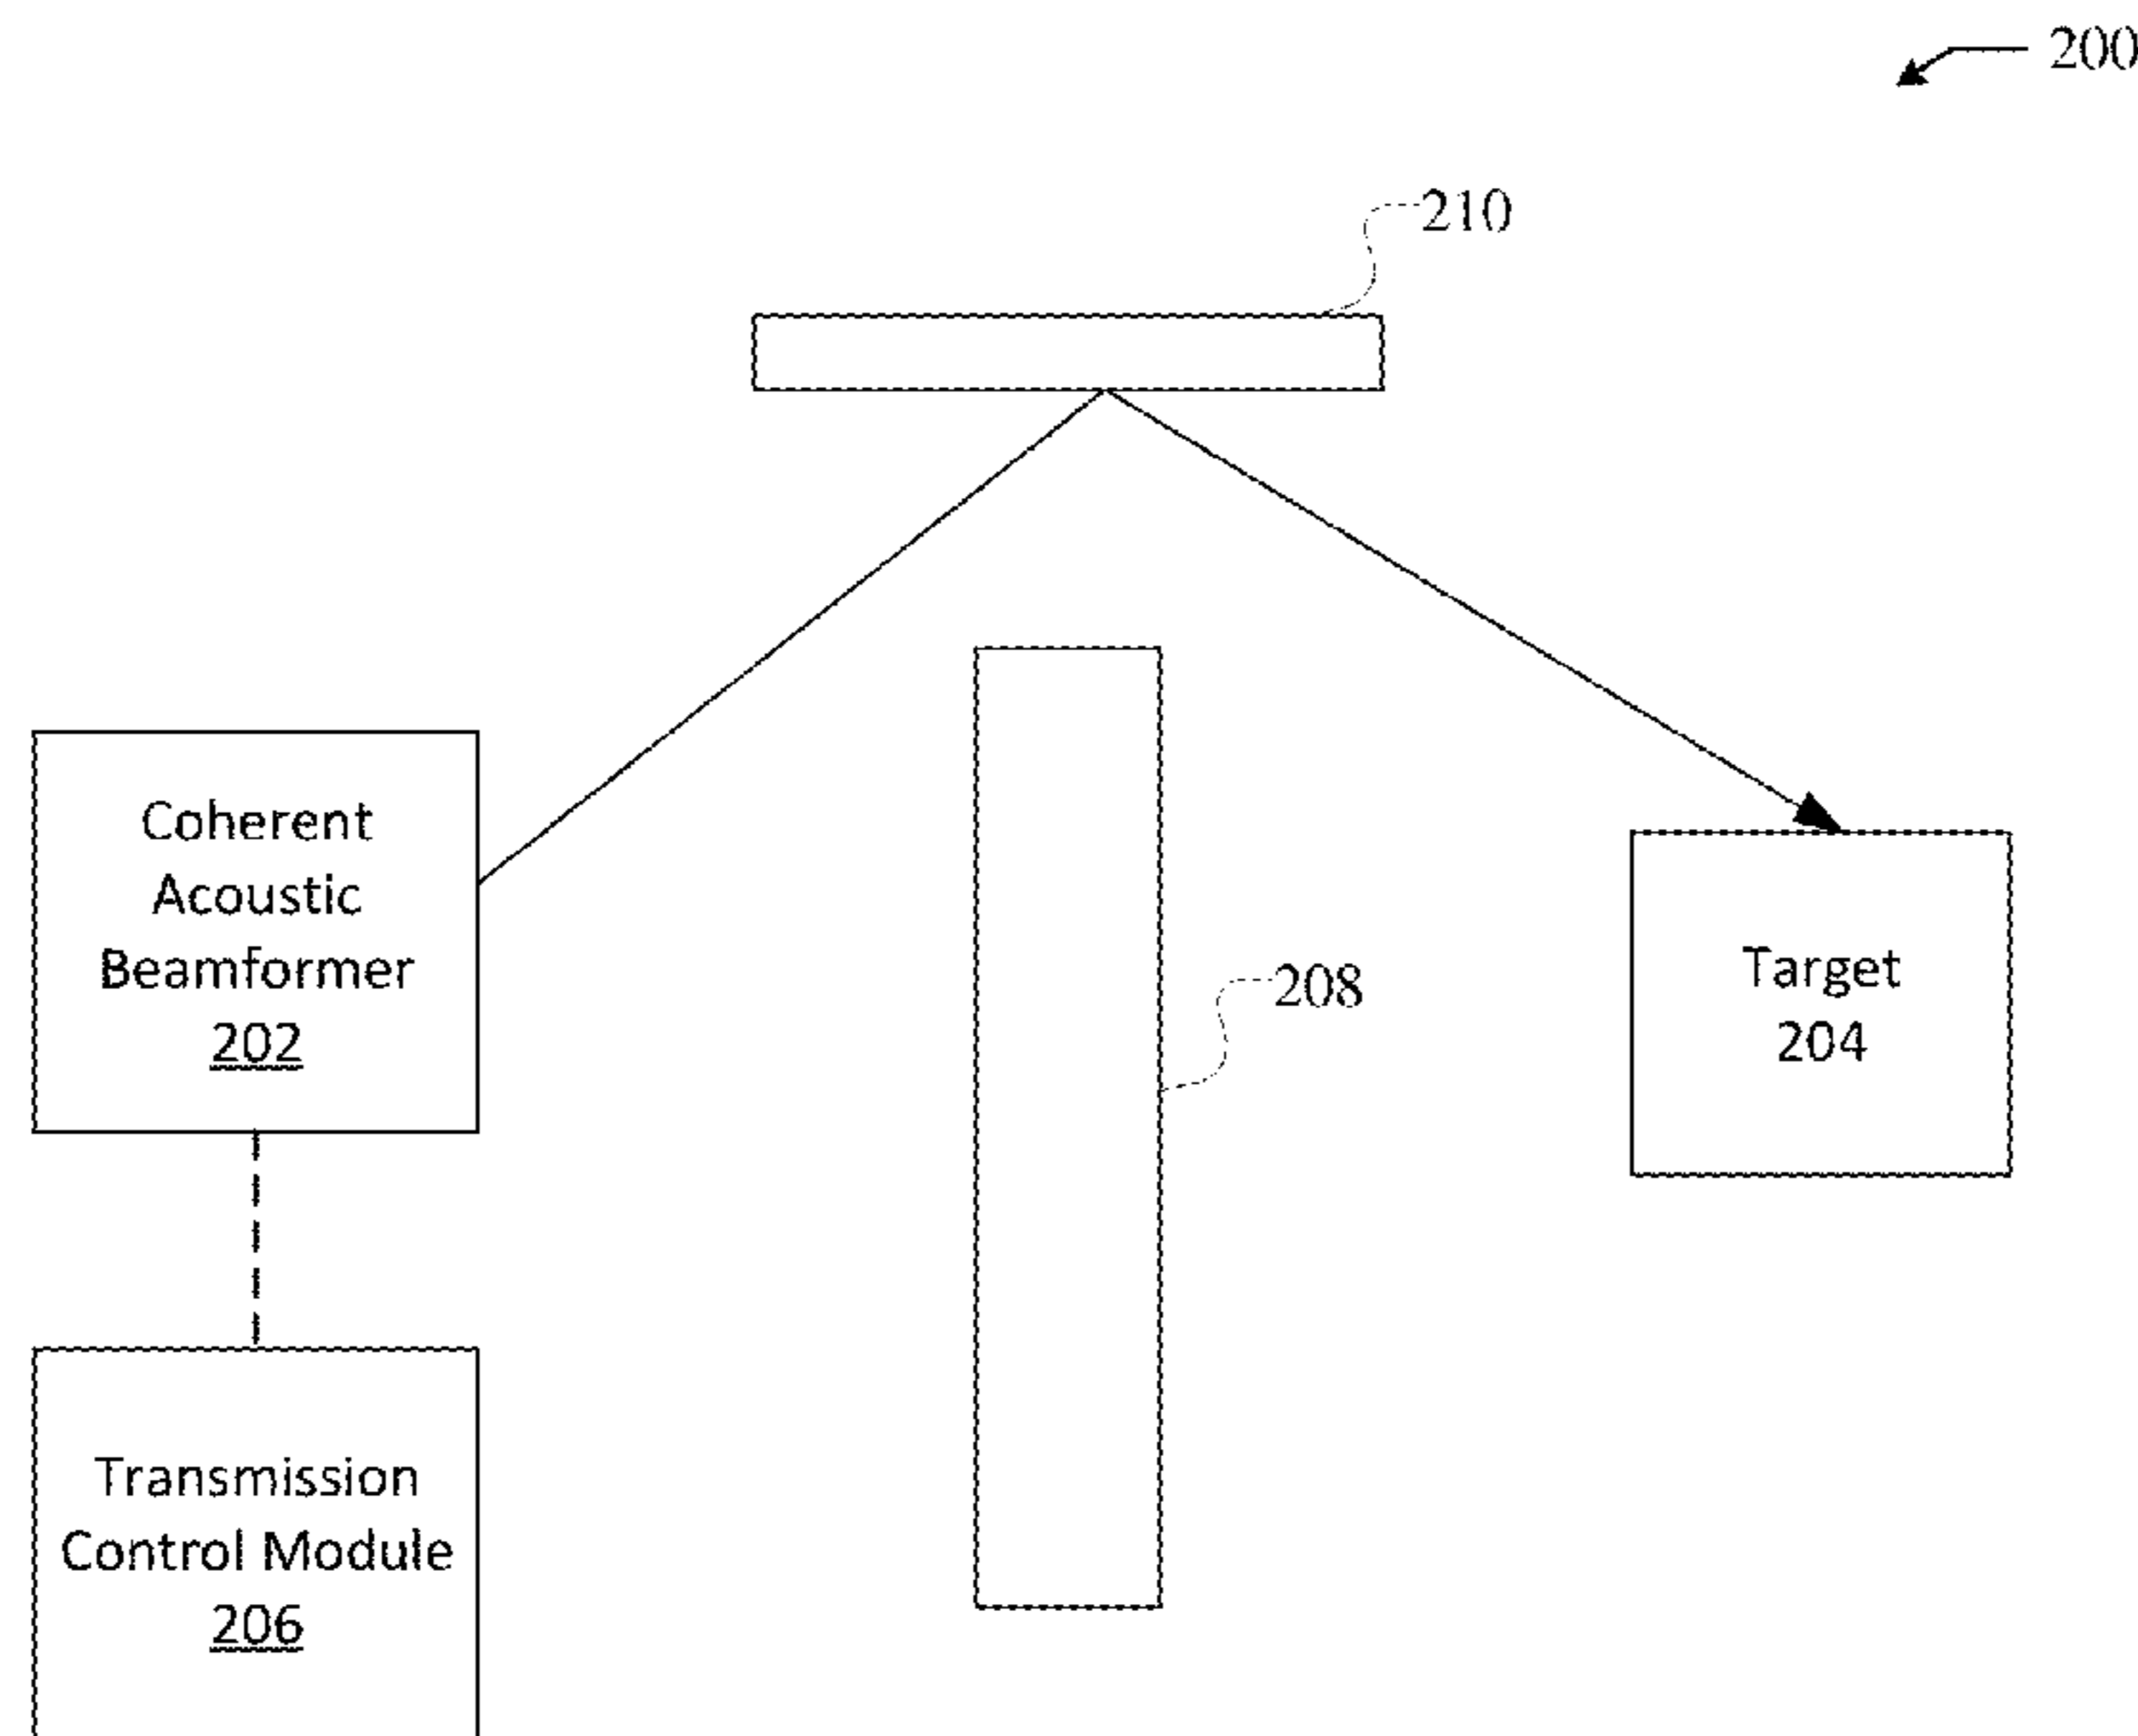 200
210
Coherent
Acoustic
Beamformer
202
208
Target
204
Transmission
Control Module
206